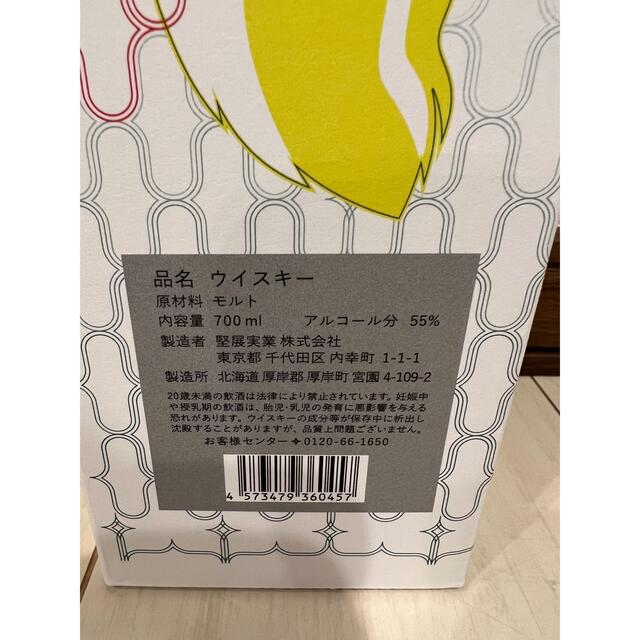 品名 ウイスキー
原材料 モルト
内容量 700 ml アルコール分 55%
製造者 堅展実業 株式会社
東京都 千代田区 内幸町 1-1-1
製造所 北海道 厚岸郡 厚岸町 宮園 4-109-2
20歳未満の飲酒は法律により禁止されています。妊娠中
や授乳期の飲酒は、胎児・乳児の発育に悪影響を与える
恐れがあります。ウイスキーの成分等が保存中に析出し
沈殿することがありますが、品質上問題ございません。
お客様センター✧0120-66-1650
4 573479 360457